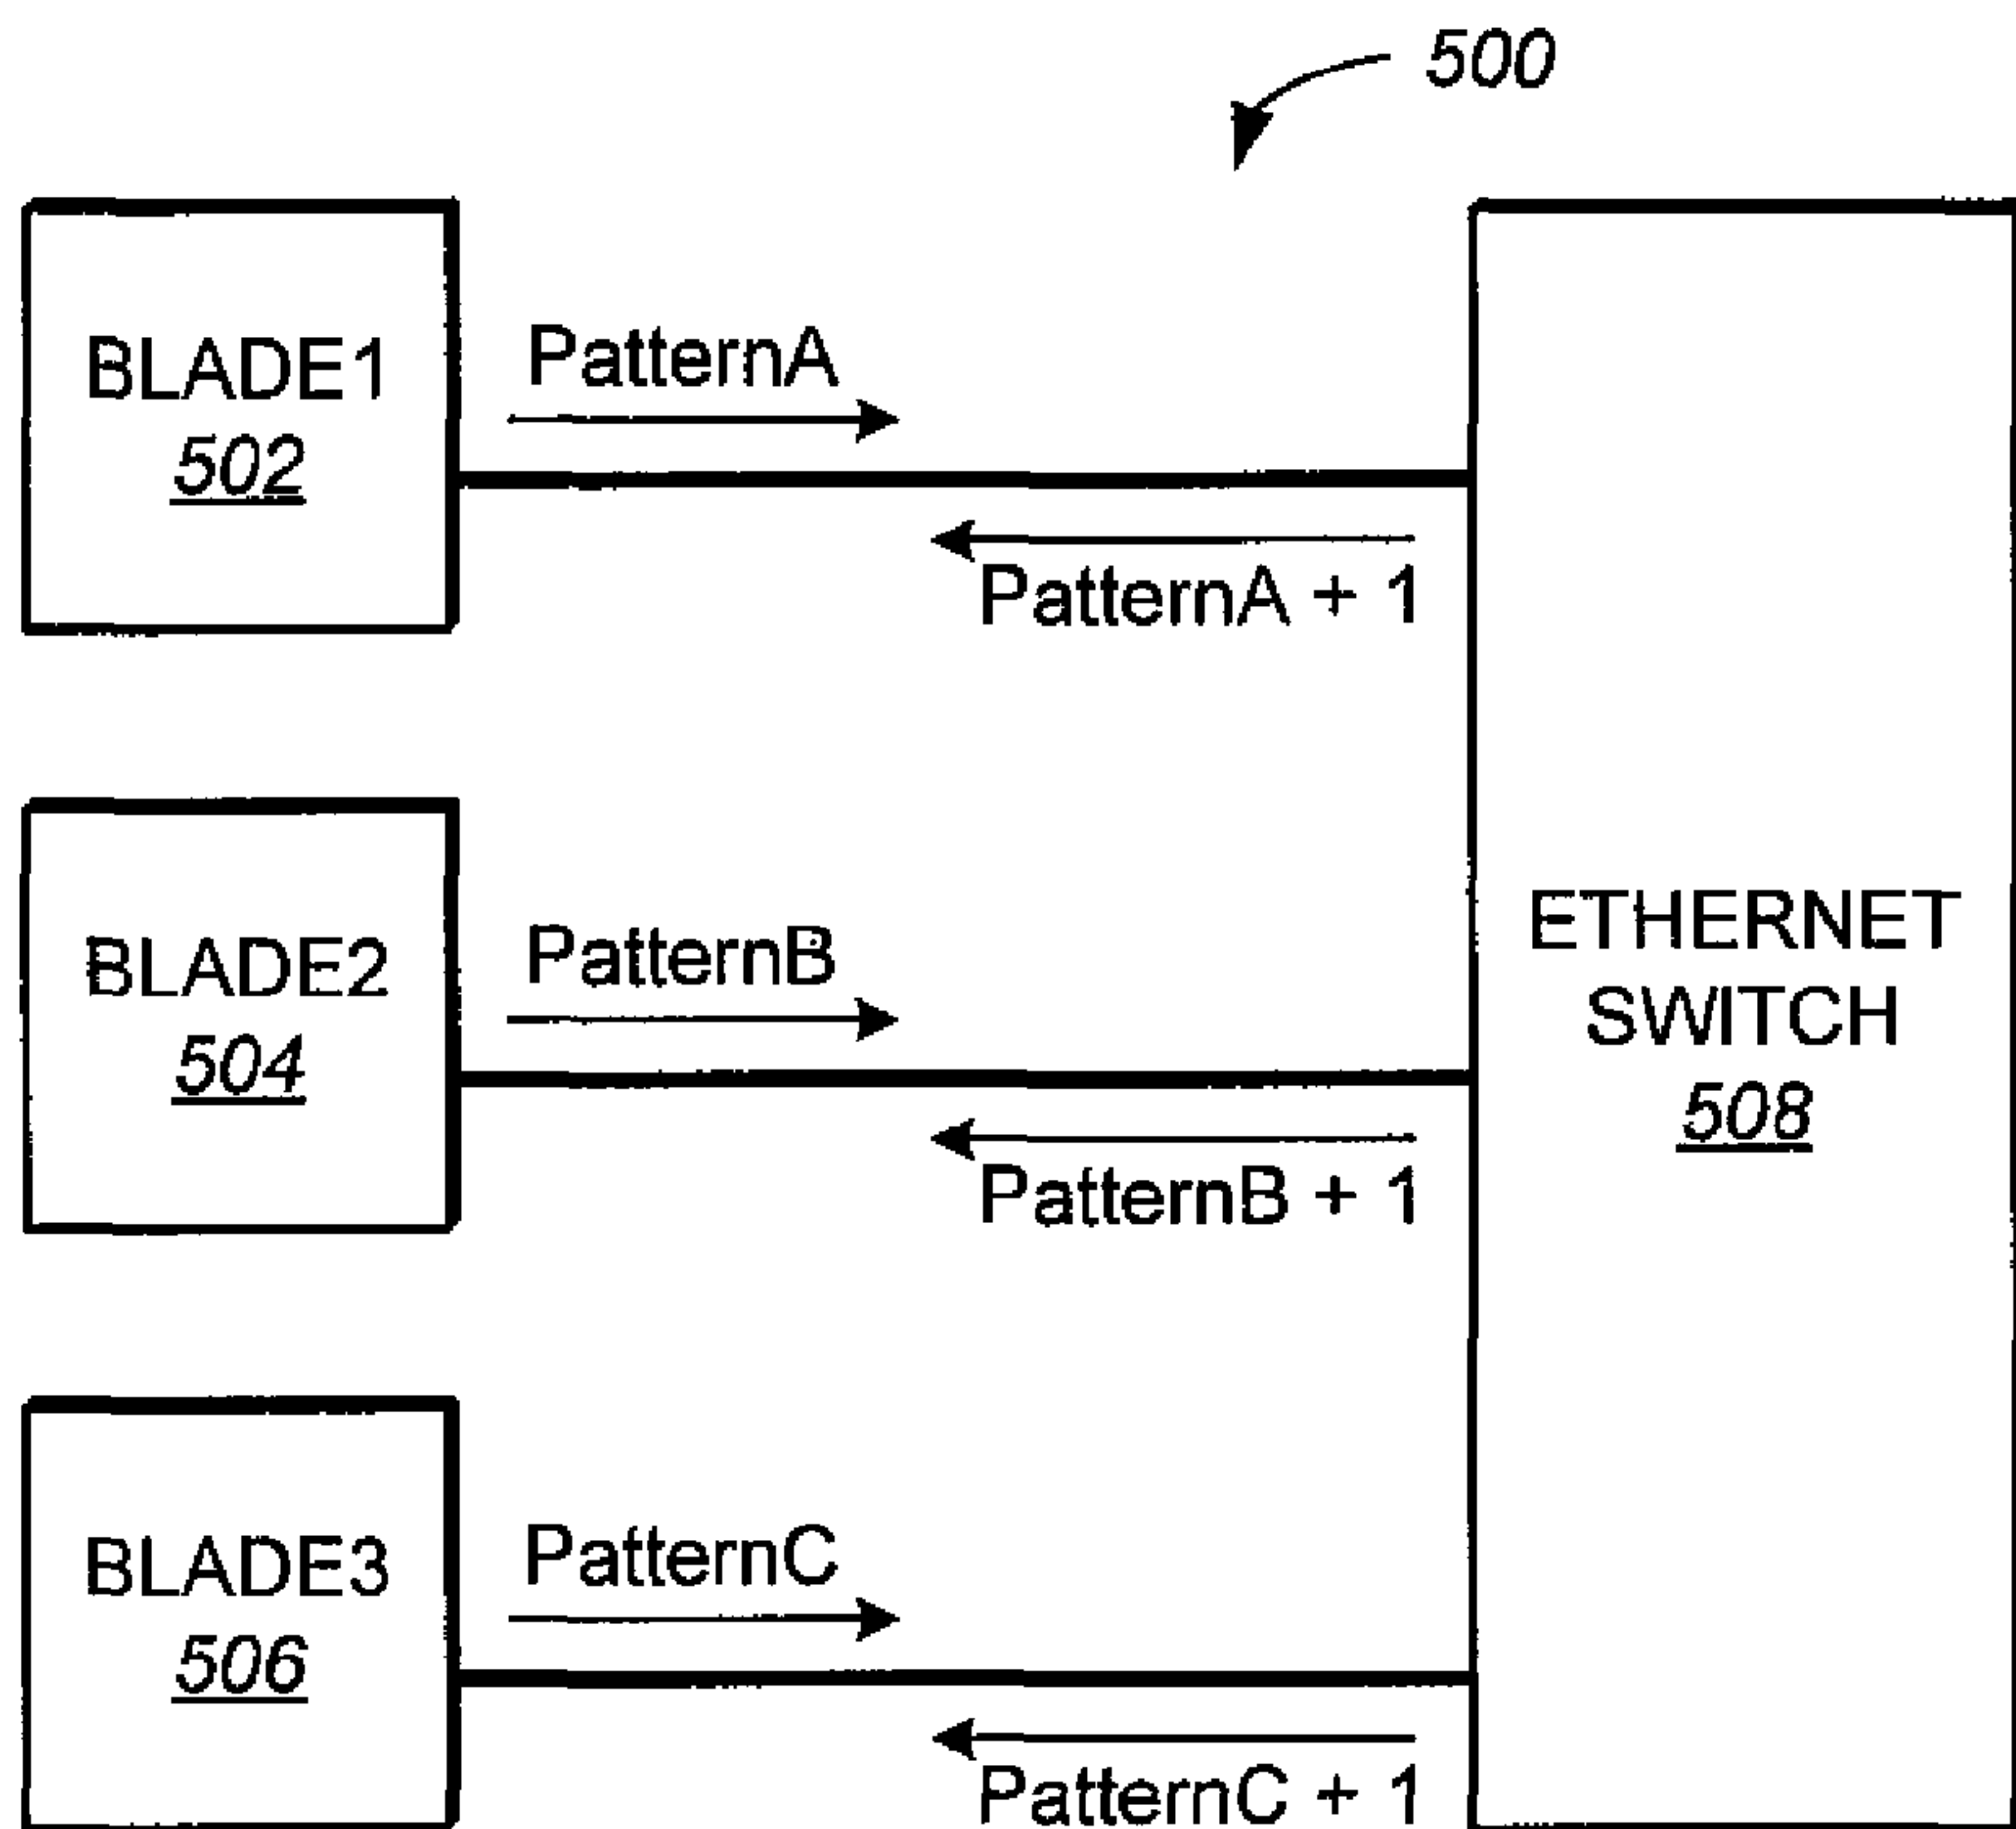 500
BLADE1
502
PatternA
PatternA + 1
BLADE2
504
PatternB
PatternB + 1
ETHERNET
SWITCH
508
BLADE3
506
PatternC
PatternC + 1